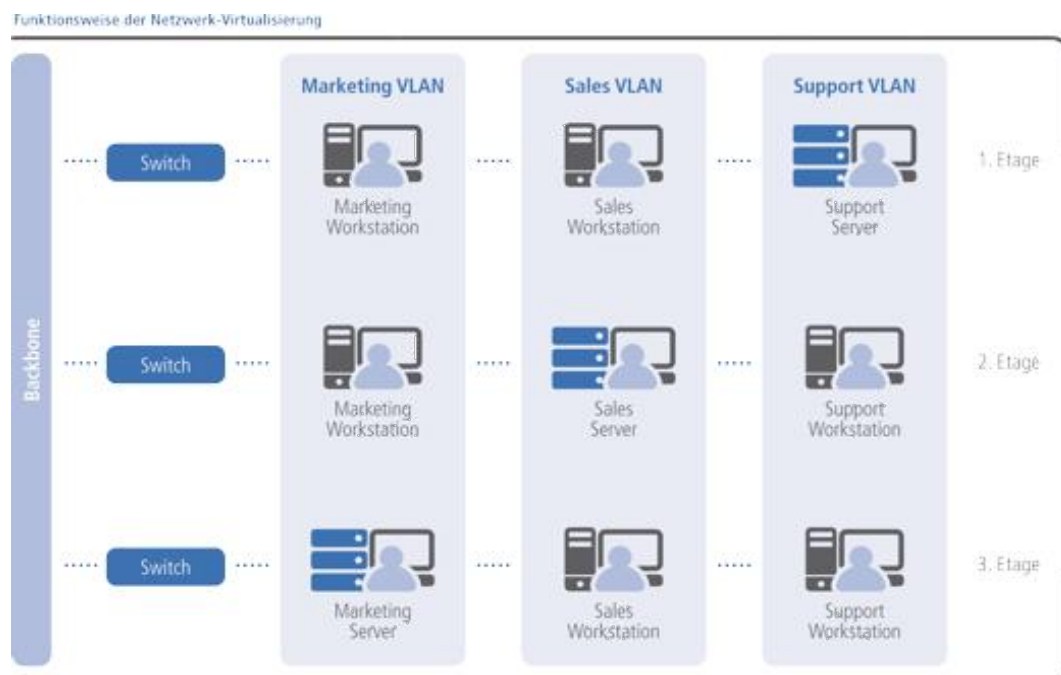 Funktionsweise der Netzwerk-Virtualisierung
Marketing VLAN
Sales VLAN
Support VLAN
Backbone
Switch
Marketing
Workstation
Sales
Workstation
Support
Server
1. Etage
Switch
Marketing
Workstation
Sales
Server
Support
Workstation
2. Etage
Switch
Marketing
Server
Sales
Workstation
Support
Workstation
3. Etage